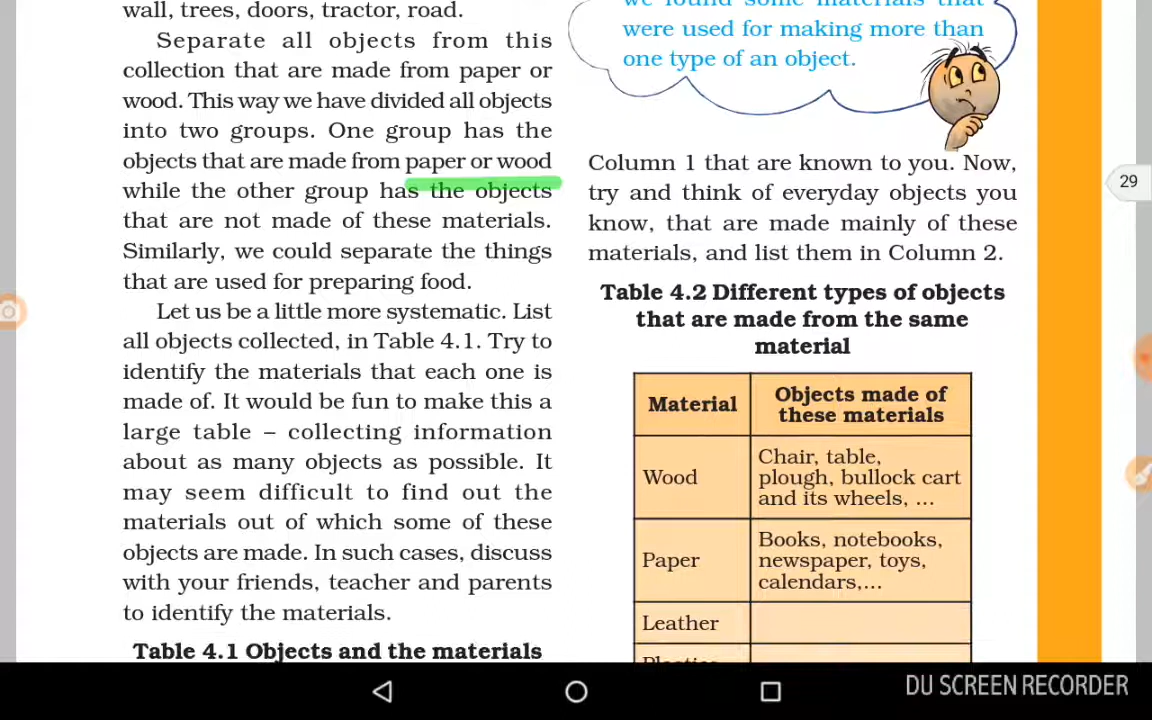 wall, trees, doors, tractor, road.
Separate all objects from this
collection that are made from paper or
wood. This way we have divided all objects
into two groups. One group has the
objects that are made from paper or wood
while the other group has the objects
that are not made of these materials.
Similarly, we could separate the things
that are used for preparing food.
Let us be a little more systematic. List
all objects collected, in Table 4.1. Try to
identify the materials that each one is
made of. It would be fun to make this a
large table – collecting information
about as many objects as possible. It
may seem difficult to find out the
materials out of which some of these
objects are made. In such cases, discuss
with your friends, teacher and parents
to identify the materials.
Table 4.1 Objects and the materials
we found some materials that
were used for making more than
one type of an object.
Column 1 that are known to you. Now,
try and think of everyday objects you
know, that are made mainly of these
materials, and list them in Column 2.
Table 4.2 Different types of objects
that are made from the same
material
Material
Objects made of
these materials
Wood
Chair, table,
plough, bullock cart
and its wheels, ...
Paper
Books, notebooks,
newspaper, toys,
calendars,...
Leather
Plastics
29
DU SCREEN RECORDER